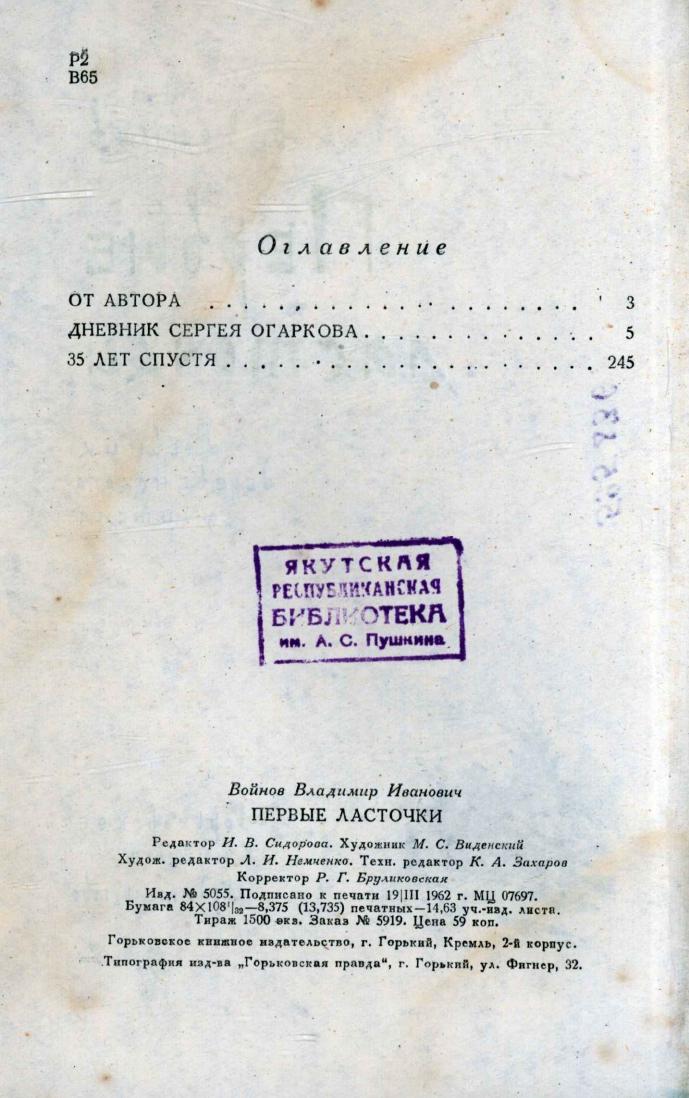 Р2
В65
Оглавление
ОТ АВТОРА . . . . . . . . . . . . . . . . . . . . 3
ДНЕВНИК СЕРГЕЯ ОГАРКОВА . . . . . . . . . . . . . 5
35 ЛЕТ СПУСТЯ . . . . . . . . . . . . . . . . . . . . 245
ЯКУТСКАЯ
РЕСПУБЛИКАНСКАЯ
БИБЛИОТЕКА
им. А. С. Пушкина
Войнов Владимир Иванович
ПЕРВЫЕ ЛАСТОЧКИ
Редактор И. В. Сидорова. Художник М. С. Виденский
Худож. редактор Л. И. Немченко. Техн. редактор К. А. Захаров
Корректор Р. Г. Бруликовская
Изд. № 5055. Подписано к печати 19|III 1962 г. МЦ 07697.
Бумага 84×108¹|₃₂—8,375 (13,735) печатных—14,63 уч.-изд. листа.
Тираж 1500 экз. Заказ № 5919. Цена 59 коп.
Горьковское книжное издательство, г. Горький, Кремль, 2-й корпус.
Типография изд-ва „Горьковская правда“, г. Горький, ул. Фигнер, 32.